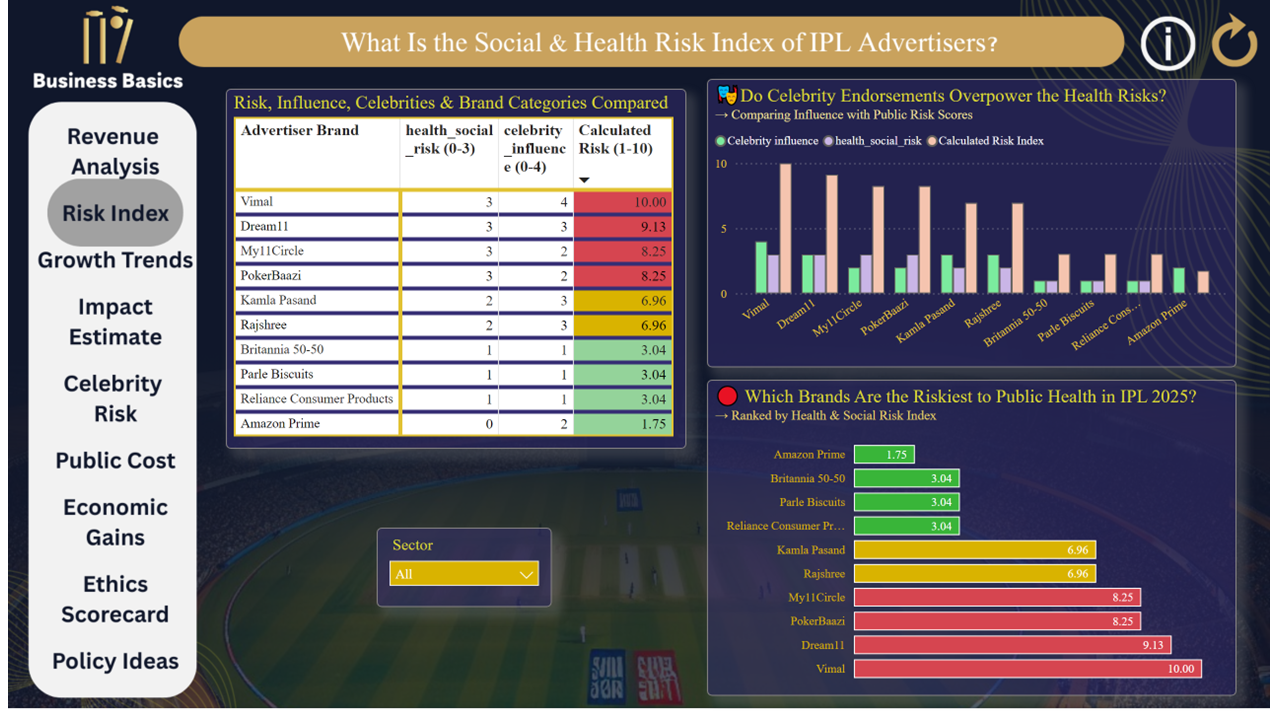 What Is the Social & Health Risk Index of IPL Advertisers?
i
Business Basics
Revenue
Analysis
Risk Index
Growth Trends
Impact
Estimate
Celebrity
Risk
Public Cost
Economic
Gains
Ethics
Scorecard
Policy Ideas
Risk, Influence, Celebrities & Brand Categories Compared
Advertiser Brand health_social celebrity Calculated
_risk (0-3) _influenc Risk (1-10)
e (0-4)
Vimal 3 4 10.00
Dream11 3 3 9.13
My11Circle 3 2 8.25
PokerBaazi 3 2 8.25
Kamla Pasand 2 3 6.96
Rajshree 2 3 6.96
Britannia 50-50 1 1 3.04
Parle Biscuits 1 1 3.04
Reliance Consumer Products 1 1 3.04
Amazon Prime 0 2 1.75
Sector
All
Do Celebrity Endorsements Overpower the Health Risks?
→ Comparing Influence with Public Risk Scores
Celebrity influence health_social_risk Calculated Risk Index
10
5
0
Vimal
Dream11
My11Circle
PokerBaazi
Kamla Pasand
Rajshree
Britannia 50-50
Parle Biscuits
Reliance Cons...
Amazon Prime
Which Brands Are the Riskiest to Public Health in IPL 2025?
→ Ranked by Health & Social Risk Index
Amazon Prime 1.75
Britannia 50-50 3.04
Parle Biscuits 3.04
Reliance Consumer Pr... 3.04
Kamla Pasand 6.96
Rajshree 6.96
My11Circle 8.25
PokerBaazi 8.25
Dream11 9.13
Vimal 10.00